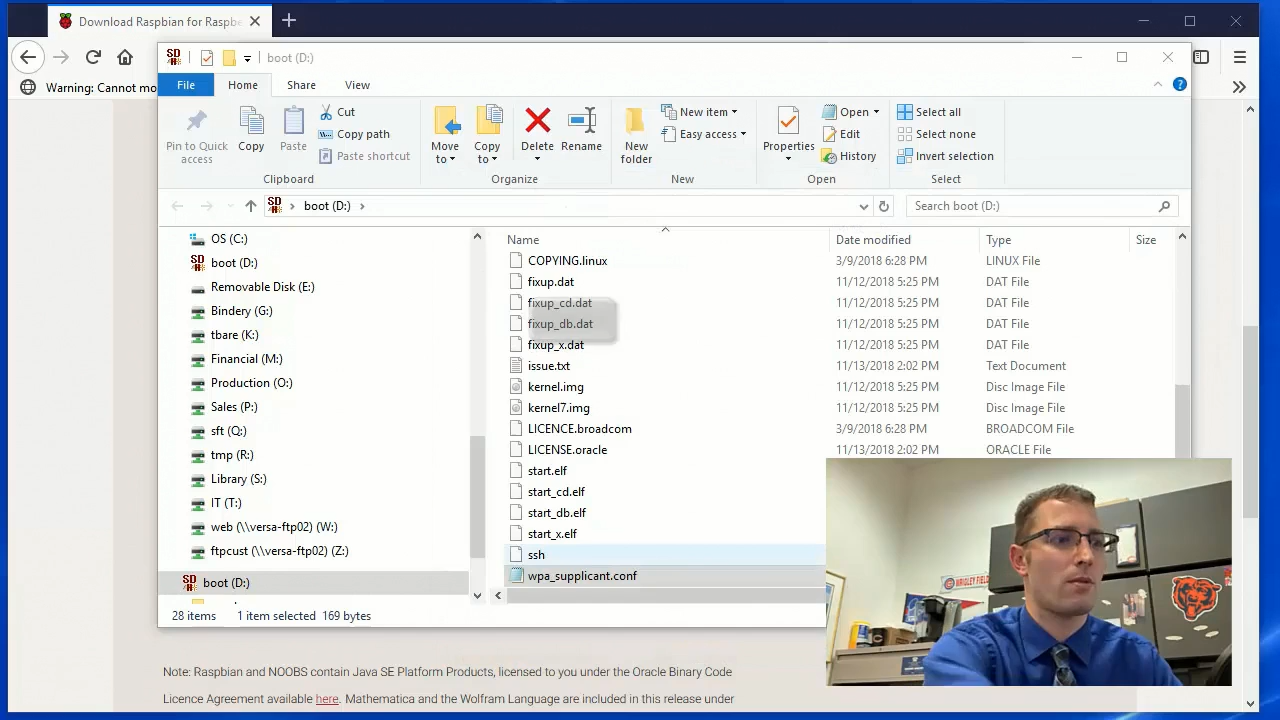 Download Raspbian for Raspbe
boot (D:)
Warning: Cannot mo
File
Home
Share
View
Pin to Quick access
Copy
Paste
Cut
Copy path
Paste shortcut
Clipboard
Move to
Copy to
Delete
Rename
Organize
New folder
New item
Easy access
New
Properties
Open
Edit
History
Open
Select all
Select none
Invert selection
Select
boot (D:)
Search boot (D:)
OS (C:)
boot (D:)
Removable Disk (E:)
Bindery (G:)
tbare (K:)
Financial (M:)
Production (O:)
Sales (P:)
sft (Q:)
tmp (R:)
Library (S:)
IT (T:)
web (\\versa-ftp02) (W:)
ftpcust (\\versa-ftp02) (Z:)
boot (D:)
Name Date modified Type Size
COPYING.linux 3/9/2018 6:28 PM LINUX File
fixup.dat 11/12/2018 5:25 PM DAT File
fixup_cd.dat 11/12/2018 5:25 PM DAT File
fixup_db.dat 11/12/2018 5:25 PM DAT File
fixup_x.dat 11/12/2018 5:25 PM DAT File
issue.txt 11/13/2018 2:02 PM Text Document
kernel.img 11/12/2018 5:25 PM Disc Image File
kernel7.img 11/12/2018 5:25 PM Disc Image File
LICENCE.broadcom 3/9/2018 6:28 PM BROADCOM File
LICENSE.oracle 11/13/2018 2:02 PM ORACLE File
start.elf
start_cd.elf
start_db.elf
start_x.elf
ssh
wpa_supplicant.conf
28 items 1 item selected 169 bytes
WRIGLEY FIELD
Note: Raspbian and NOOBS contain Java SE Platform Products, licensed to you under the Oracle Binary Code
Licence Agreement available here. Mathematica and the Wolfram Language are included in this release under